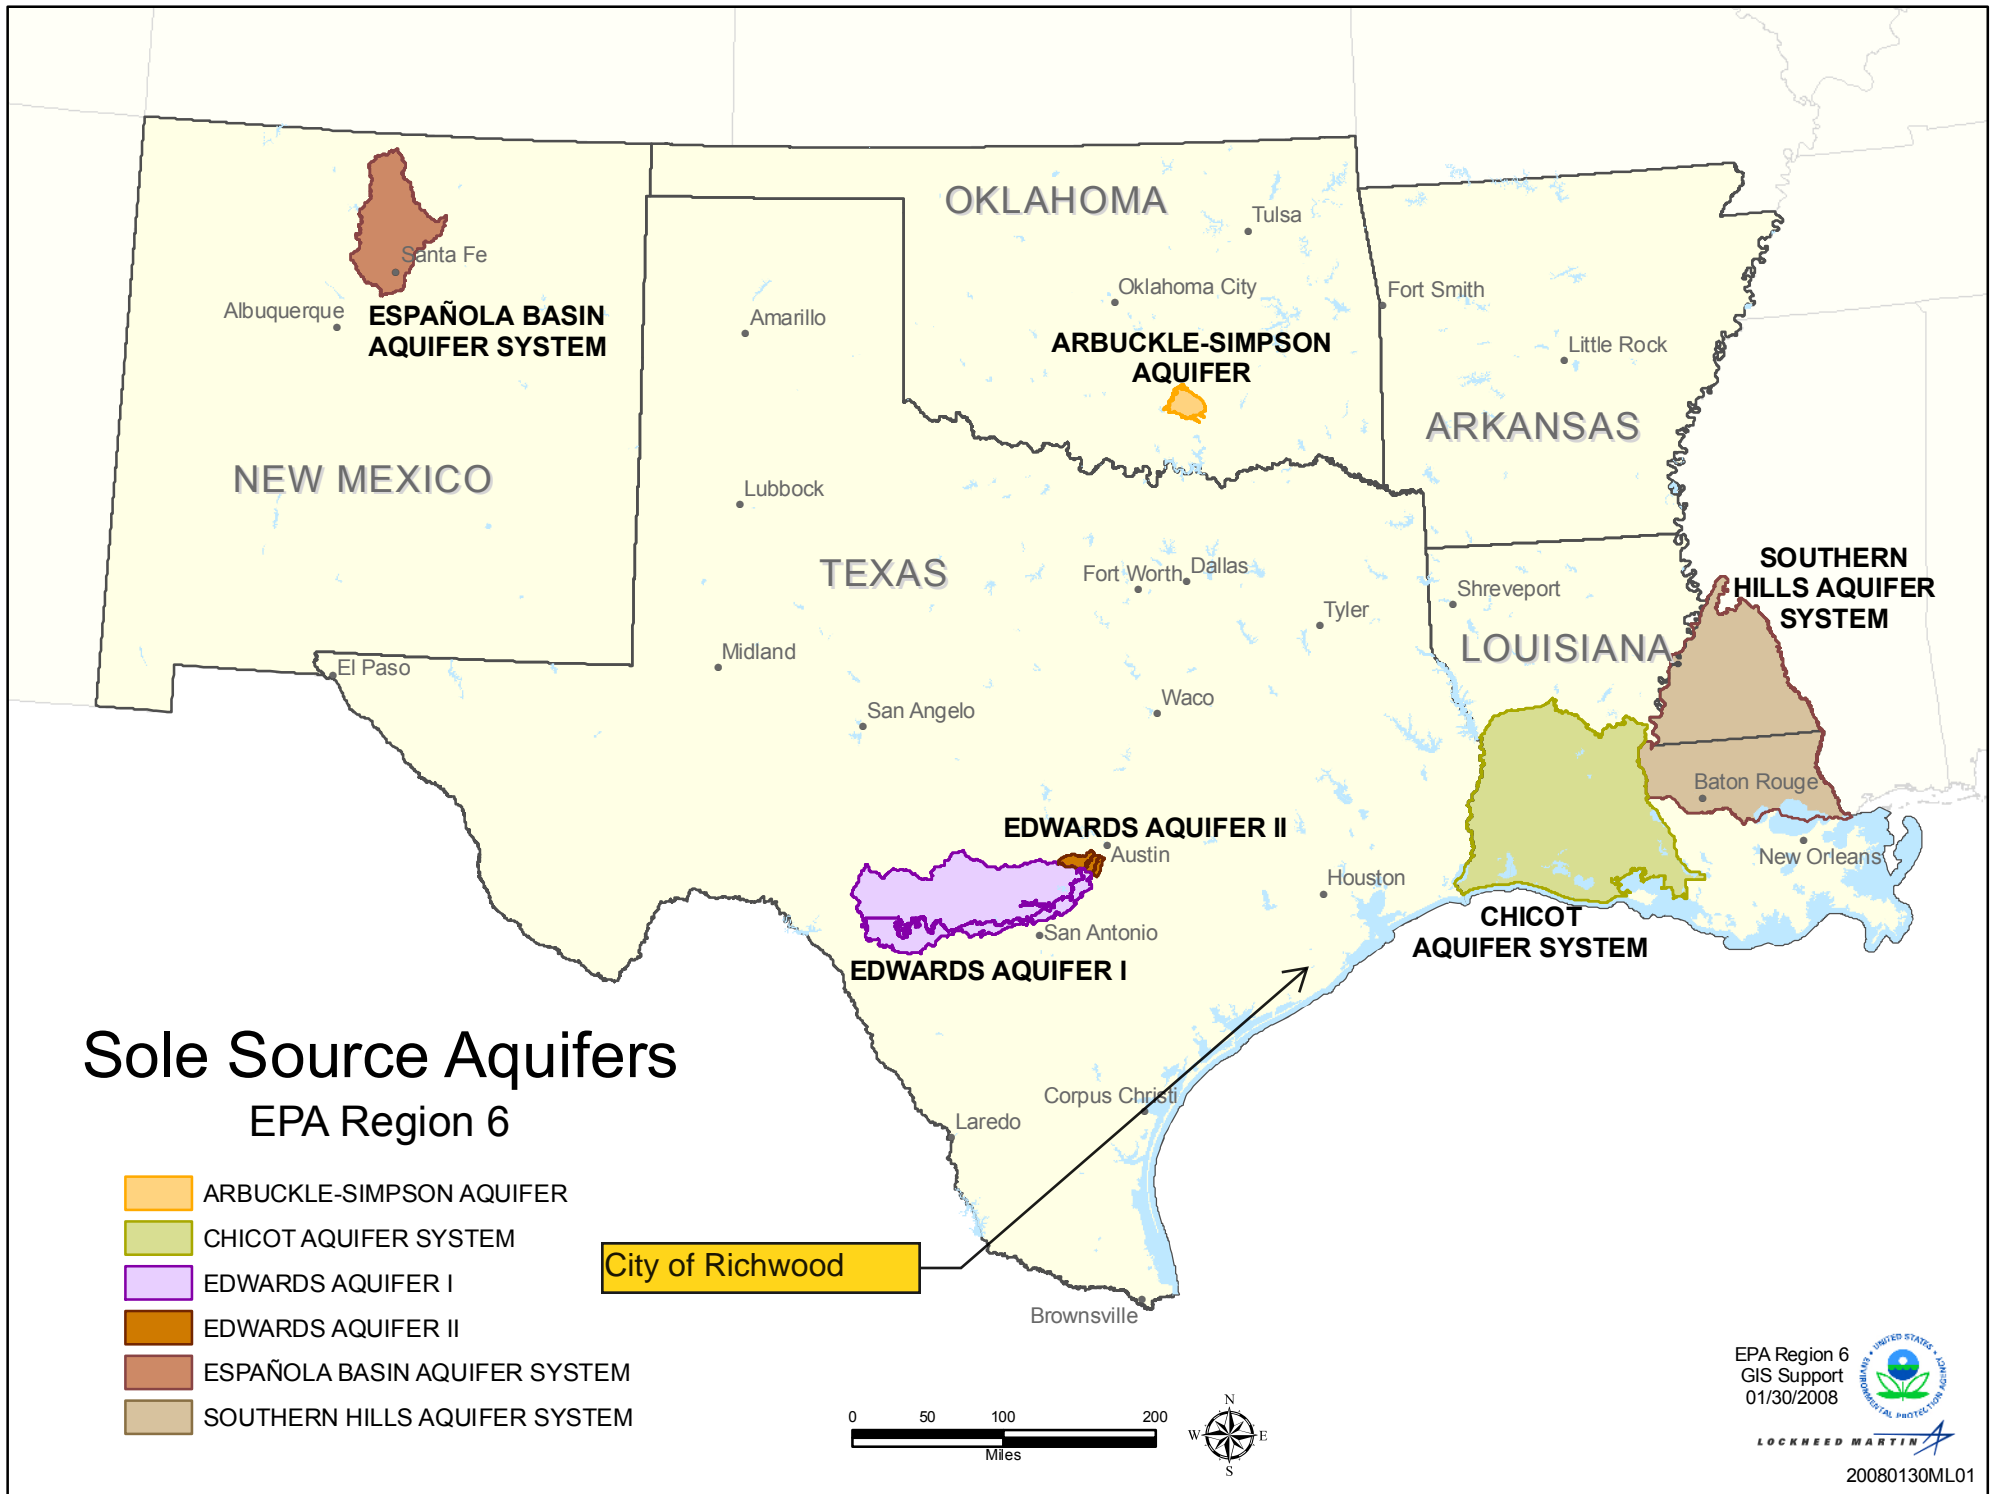 OKLAHOMA
Tulsa
Santa Fe
Oklahoma City
Fort Smith
Albuquerque
ESPAÑOLA BASIN
AQUIFER SYSTEM
Amarillo
ARBUCKLE-SIMPSON
AQUIFER
Little Rock
ARKANSAS
NEW MEXICO
Lubbock
TEXAS
Fort Worth
Dallas
Shreveport
SOUTHERN
HILLS AQUIFER
SYSTEM
Tyler
LOUISIANA
Midland
El Paso
San Angelo
Waco
Baton Rouge
EDWARDS AQUIFER II
Austin
New Orleans
Houston
CHICOT
AQUIFER SYSTEM
San Antonio
EDWARDS AQUIFER I
Sole Source Aquifers
EPA Region 6
Corpus Christi
Laredo
ARBUCKLE-SIMPSON AQUIFER
CHICOT AQUIFER SYSTEM
EDWARDS AQUIFER I
EDWARDS AQUIFER II
ESPAÑOLA BASIN AQUIFER SYSTEM
SOUTHERN HILLS AQUIFER SYSTEM
City of Richwood
Brownsville
0 50 100 200
Miles
N
W E
S
EPA Region 6
GIS Support
01/30/2008
UNITED STATES
ENVIRONMENTAL PROTECTION AGENCY
LOCKHEED MARTIN
20080130ML01